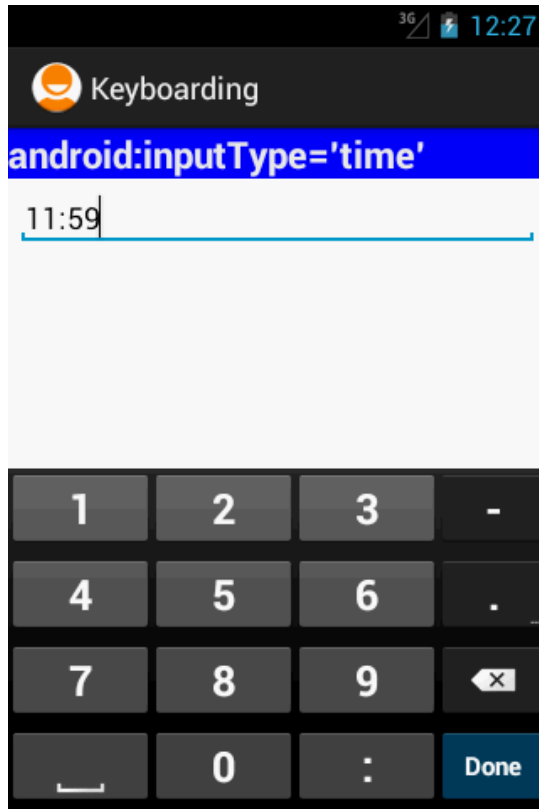 3G 12:27
Keyboarding
android:inputType='time'
11:59
1 2 3 -
4 5 6 . ...
7 8 9
0 : Done